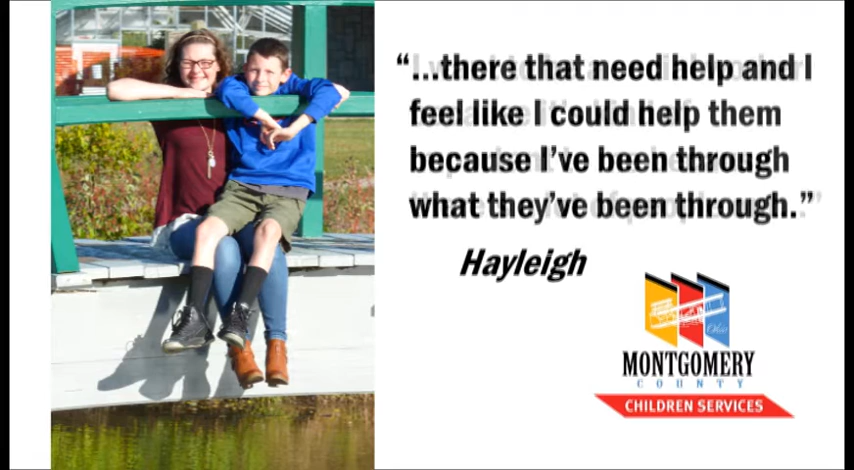 “...there that need help and I
feel like I could help them
because I’ve been through
what they’ve been through.”
Hayleigh
Ohio
MONTGOMERY
COUNTY
CHILDREN SERVICES